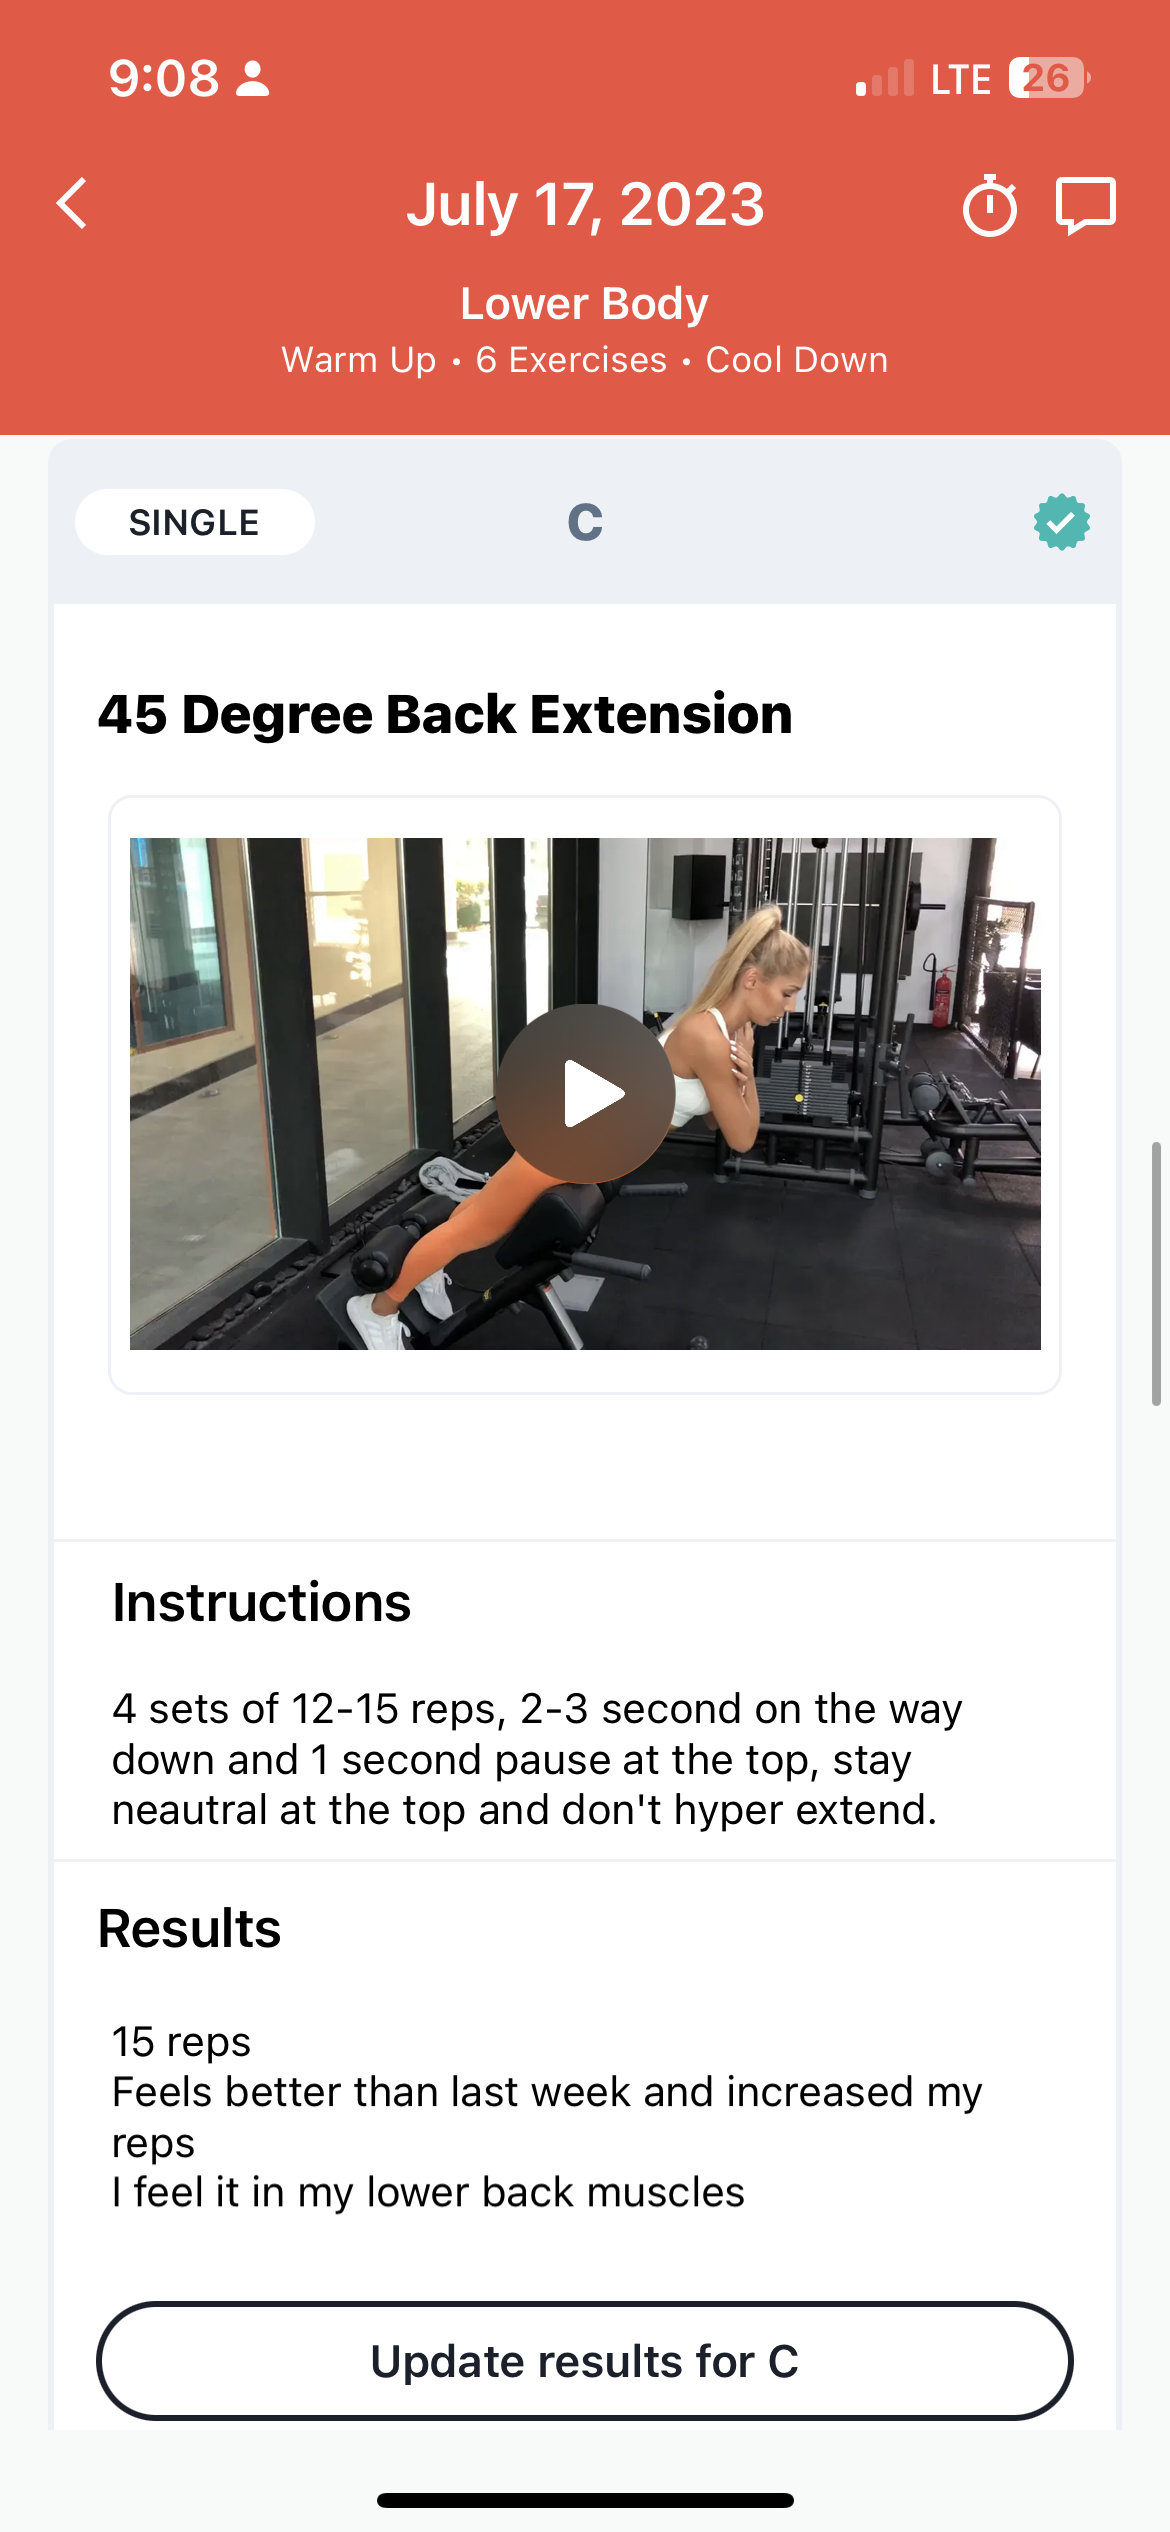 9:08
LTE 26
July 17, 2023
Lower Body
Warm Up • 6 Exercises • Cool Down
SINGLE
C
45 Degree Back Extension
Instructions
4 sets of 12-15 reps, 2-3 second on the way
down and 1 second pause at the top, stay
neautral at the top and don't hyper extend.
Results
15 reps
Feels better than last week and increased my
reps
I feel it in my lower back muscles
Update results for C